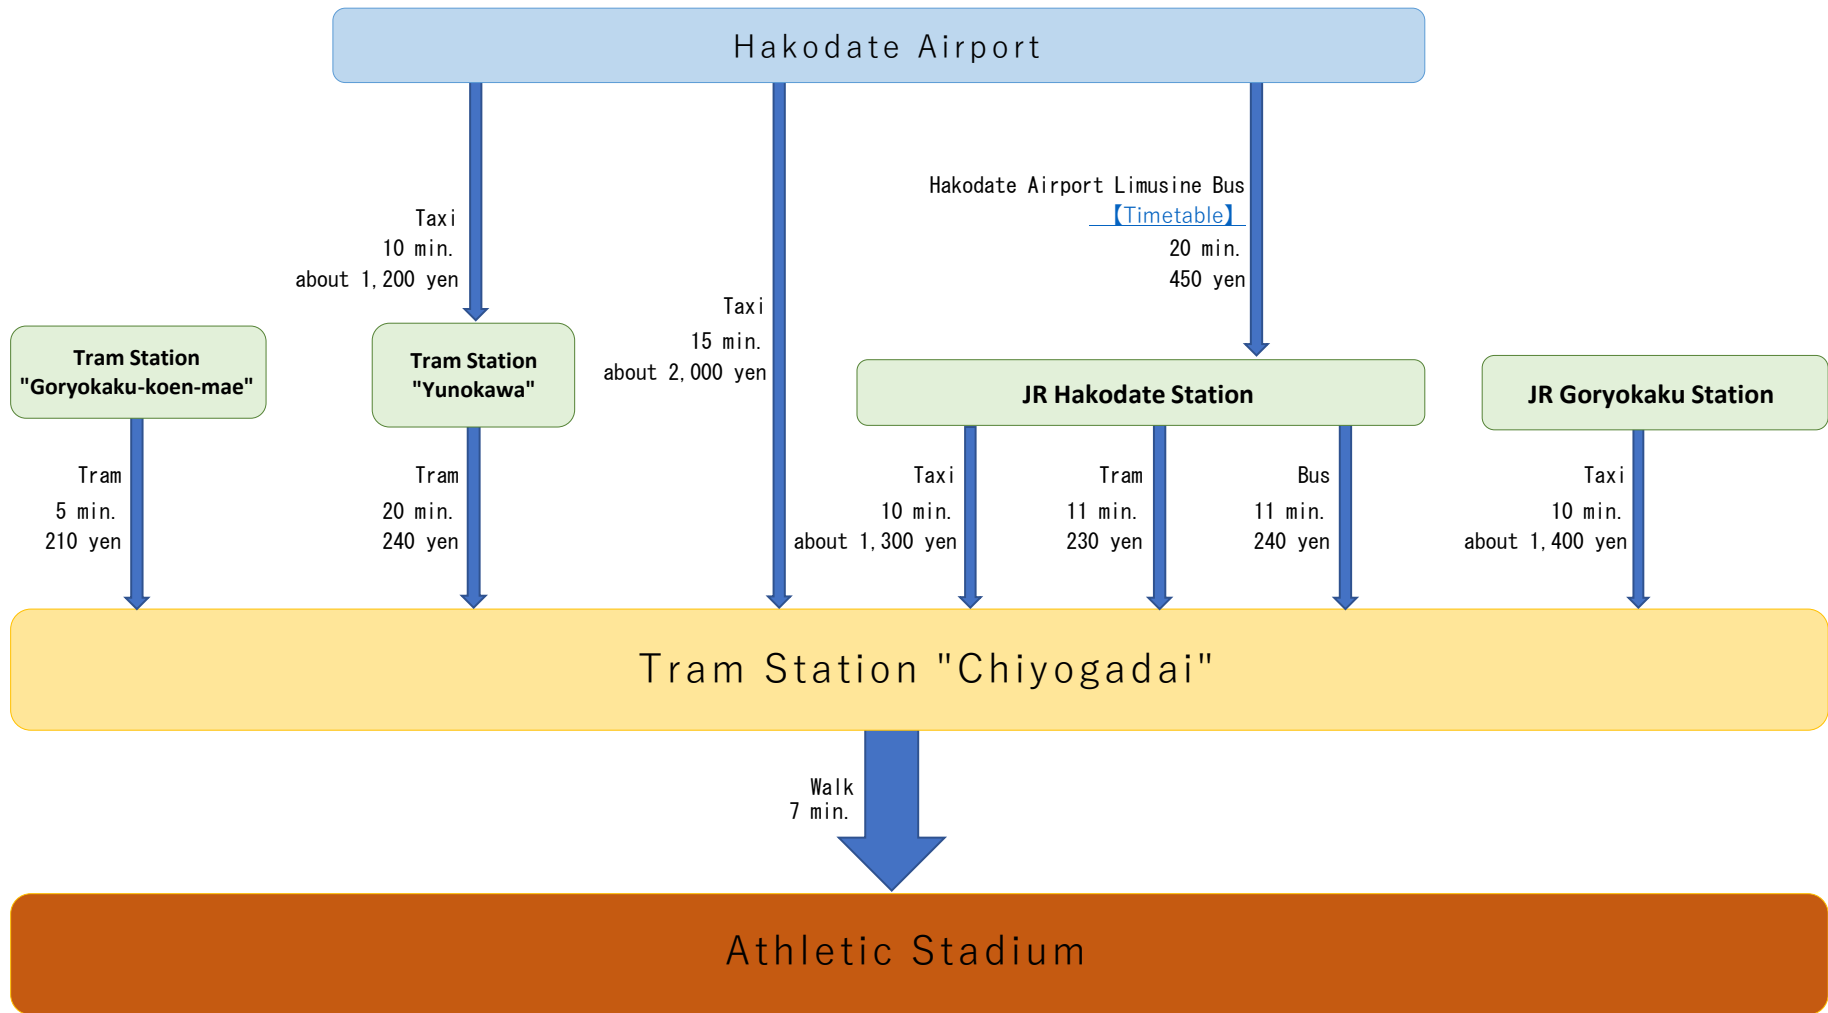 Hakodate Airport
Hakodate Airport Limusine Bus
【Timetable】
20 min.
450 yen
Taxi
10 min.
about 1,200 yen
Taxi
15 min.
about 2,000 yen
Tram Station
"Goryokaku-koen-mae"
Tram Station
"Yunokawa"
JR Hakodate Station
JR Goryokaku Station
Tram
5 min.
210 yen
Tram
20 min.
240 yen
Taxi
10 min.
about 1,300 yen
Tram
11 min.
230 yen
Bus
11 min.
240 yen
Taxi
10 min.
about 1,400 yen
Tram Station "Chiyogadai"
Walk
7 min.
Athletic Stadium